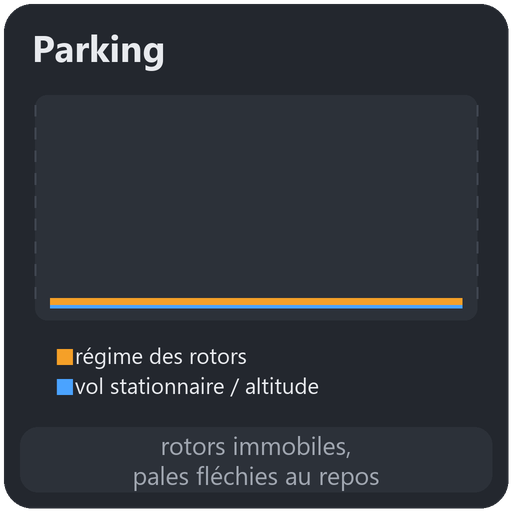 Parking
régime des rotors
vol stationnaire / altitude
rotors immobiles,
pales fléchies au repos